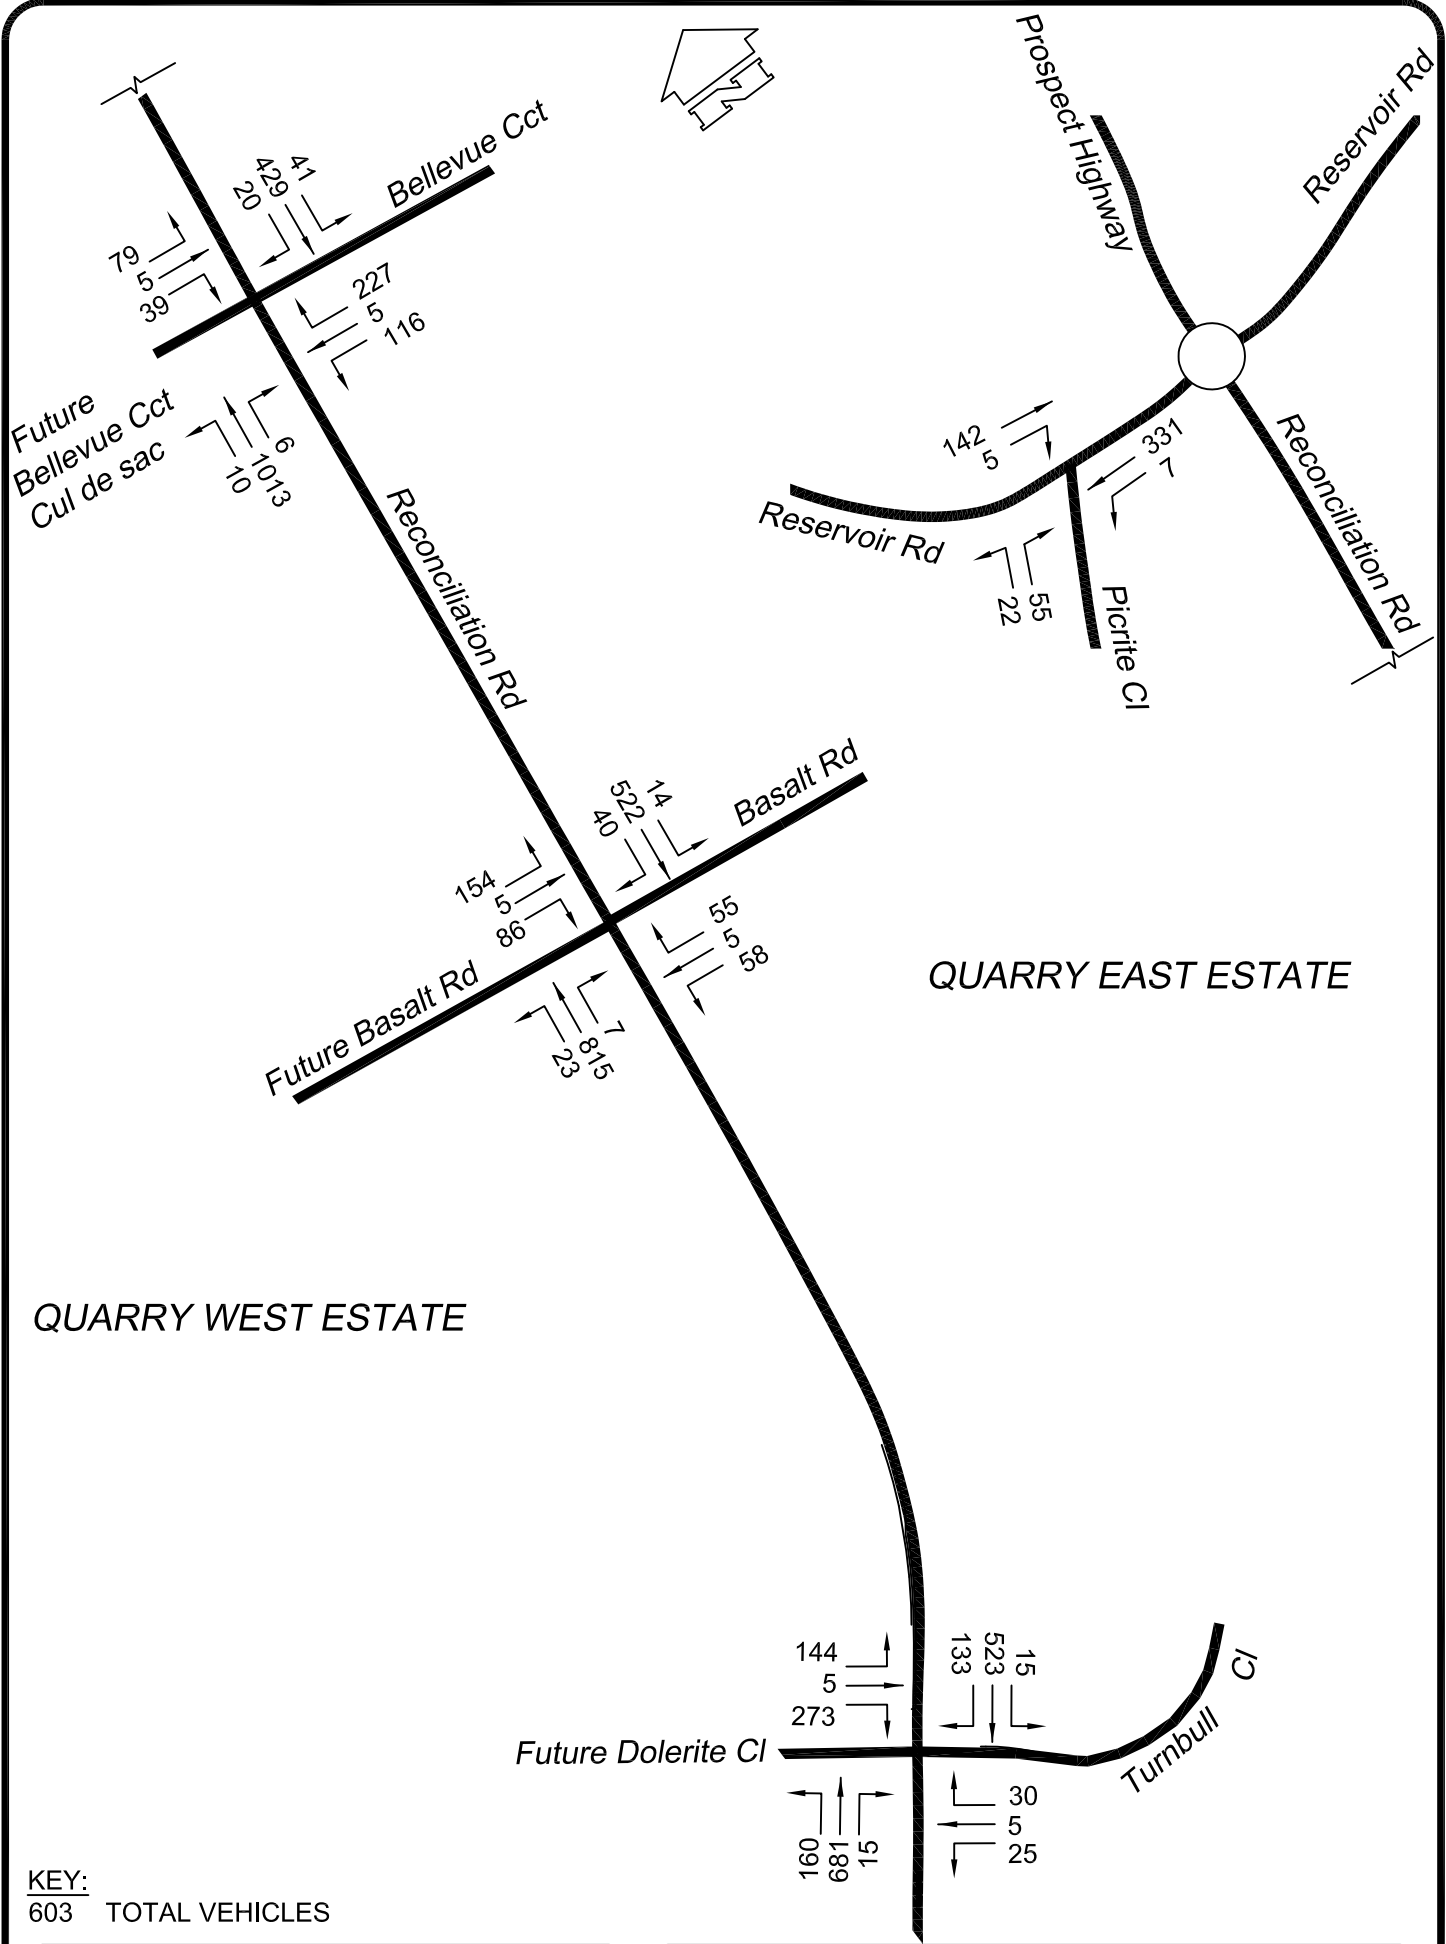 N
Prospect Highway
Reservoir Rd
Bellevue Cct
41
429
20
79
5
39
227
5
116
Future
Bellevue Cct
Cul de sac
6
1013
10
142
5
331
7
Reservoir Rd
55
22
Picrite Cl
Reconciliation Rd
Reconciliation Rd
14
522
40
Basalt Rd
154
5
86
55
5
58
Future Basalt Rd
7
815
23
QUARRY EAST ESTATE
QUARRY WEST ESTATE
144
5
273
133
523
15
Future Dolerite Cl
Turnbull Cl
160
681
15
30
5
25
KEY:
603 TOTAL VEHICLES